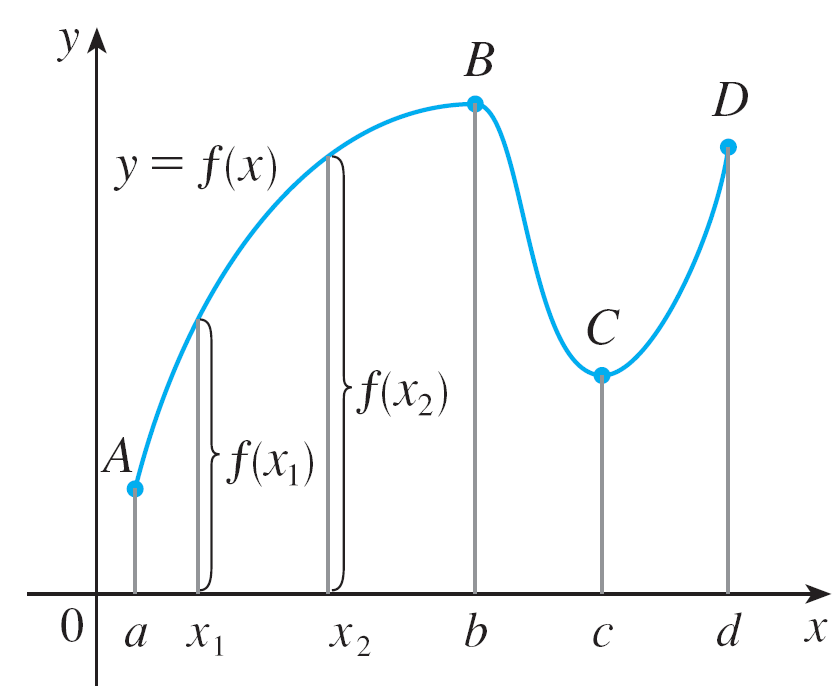 y
B
D
y = f(x)
C
f(x₂)
A
f(x₁)
0 a x₁ x₂ b c d x